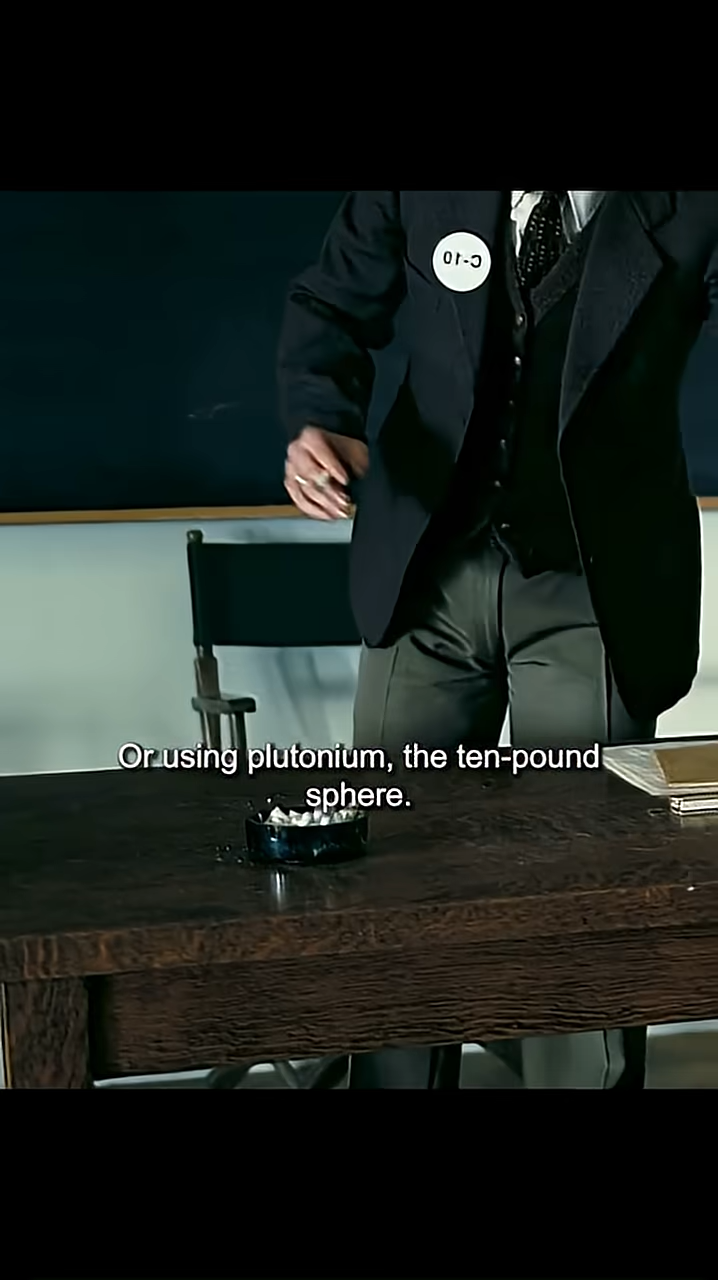 C-10
Or using plutonium, the ten-pound
sphere.